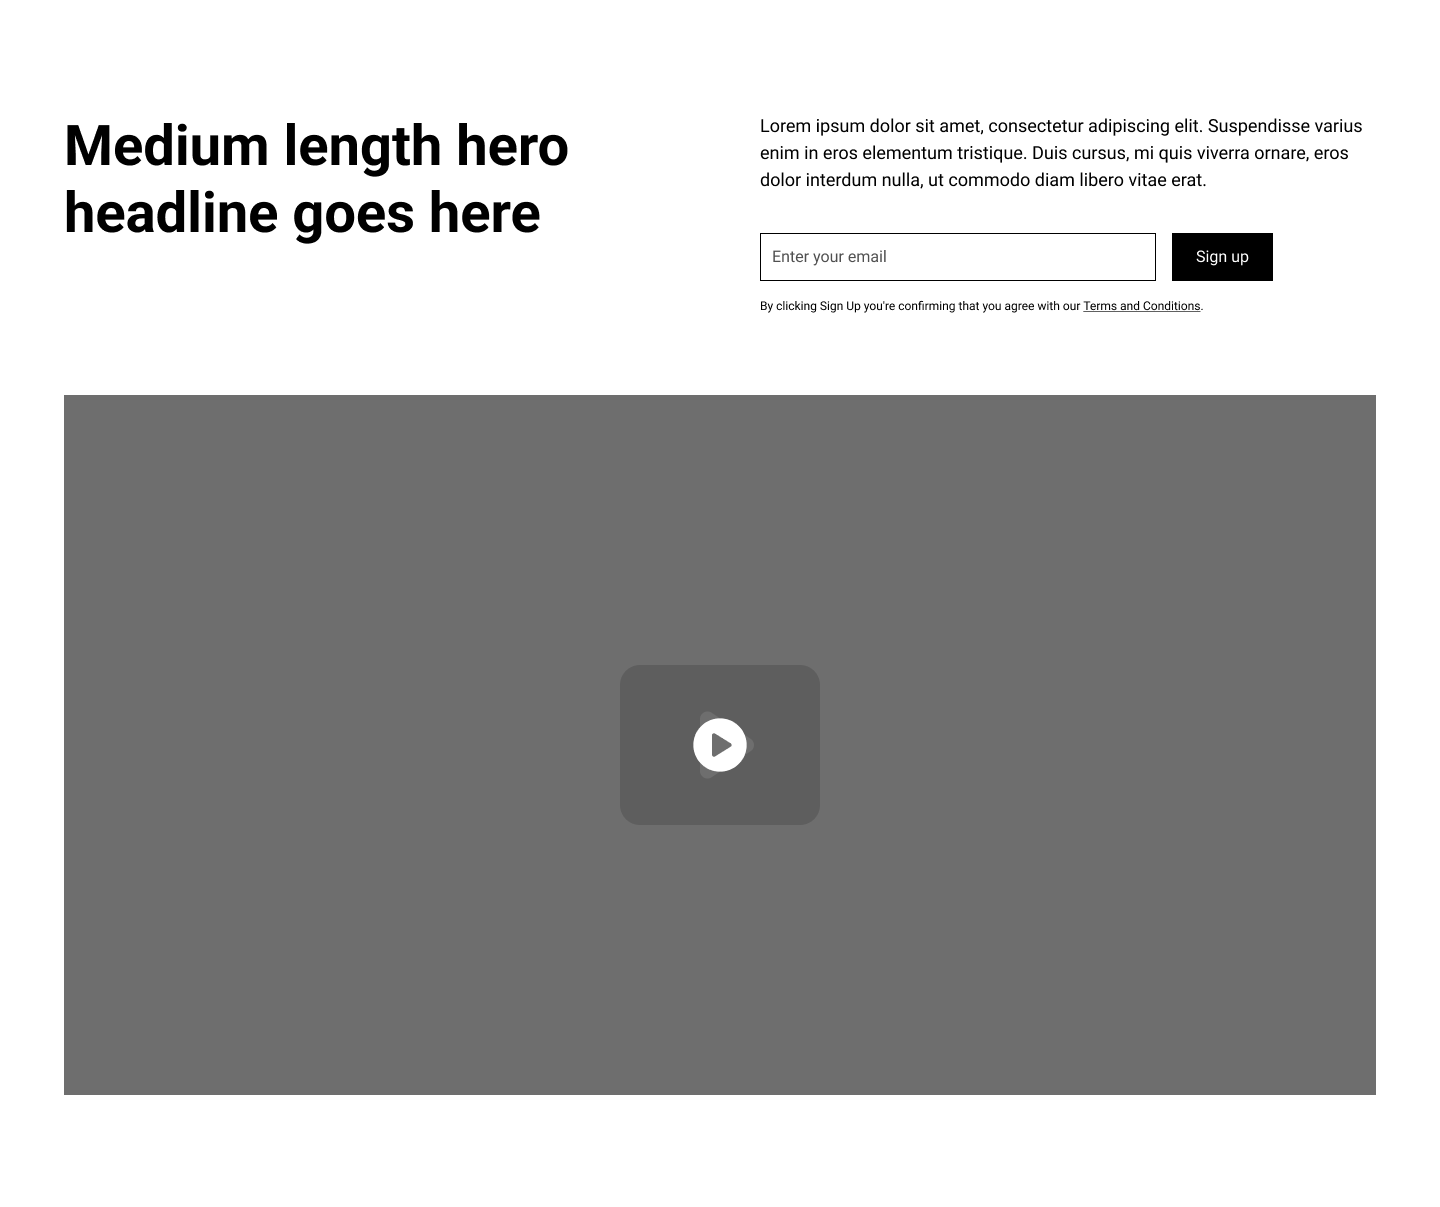 Medium length hero
headline goes here
Lorem ipsum dolor sit amet, consectetur adipiscing elit. Suspendisse varius
enim in eros elementum tristique. Duis cursus, mi quis viverra ornare, eros
dolor interdum nulla, ut commodo diam libero vitae erat.
Enter your email
Sign up
By clicking Sign Up you're confirming that you agree with our Terms and Conditions.